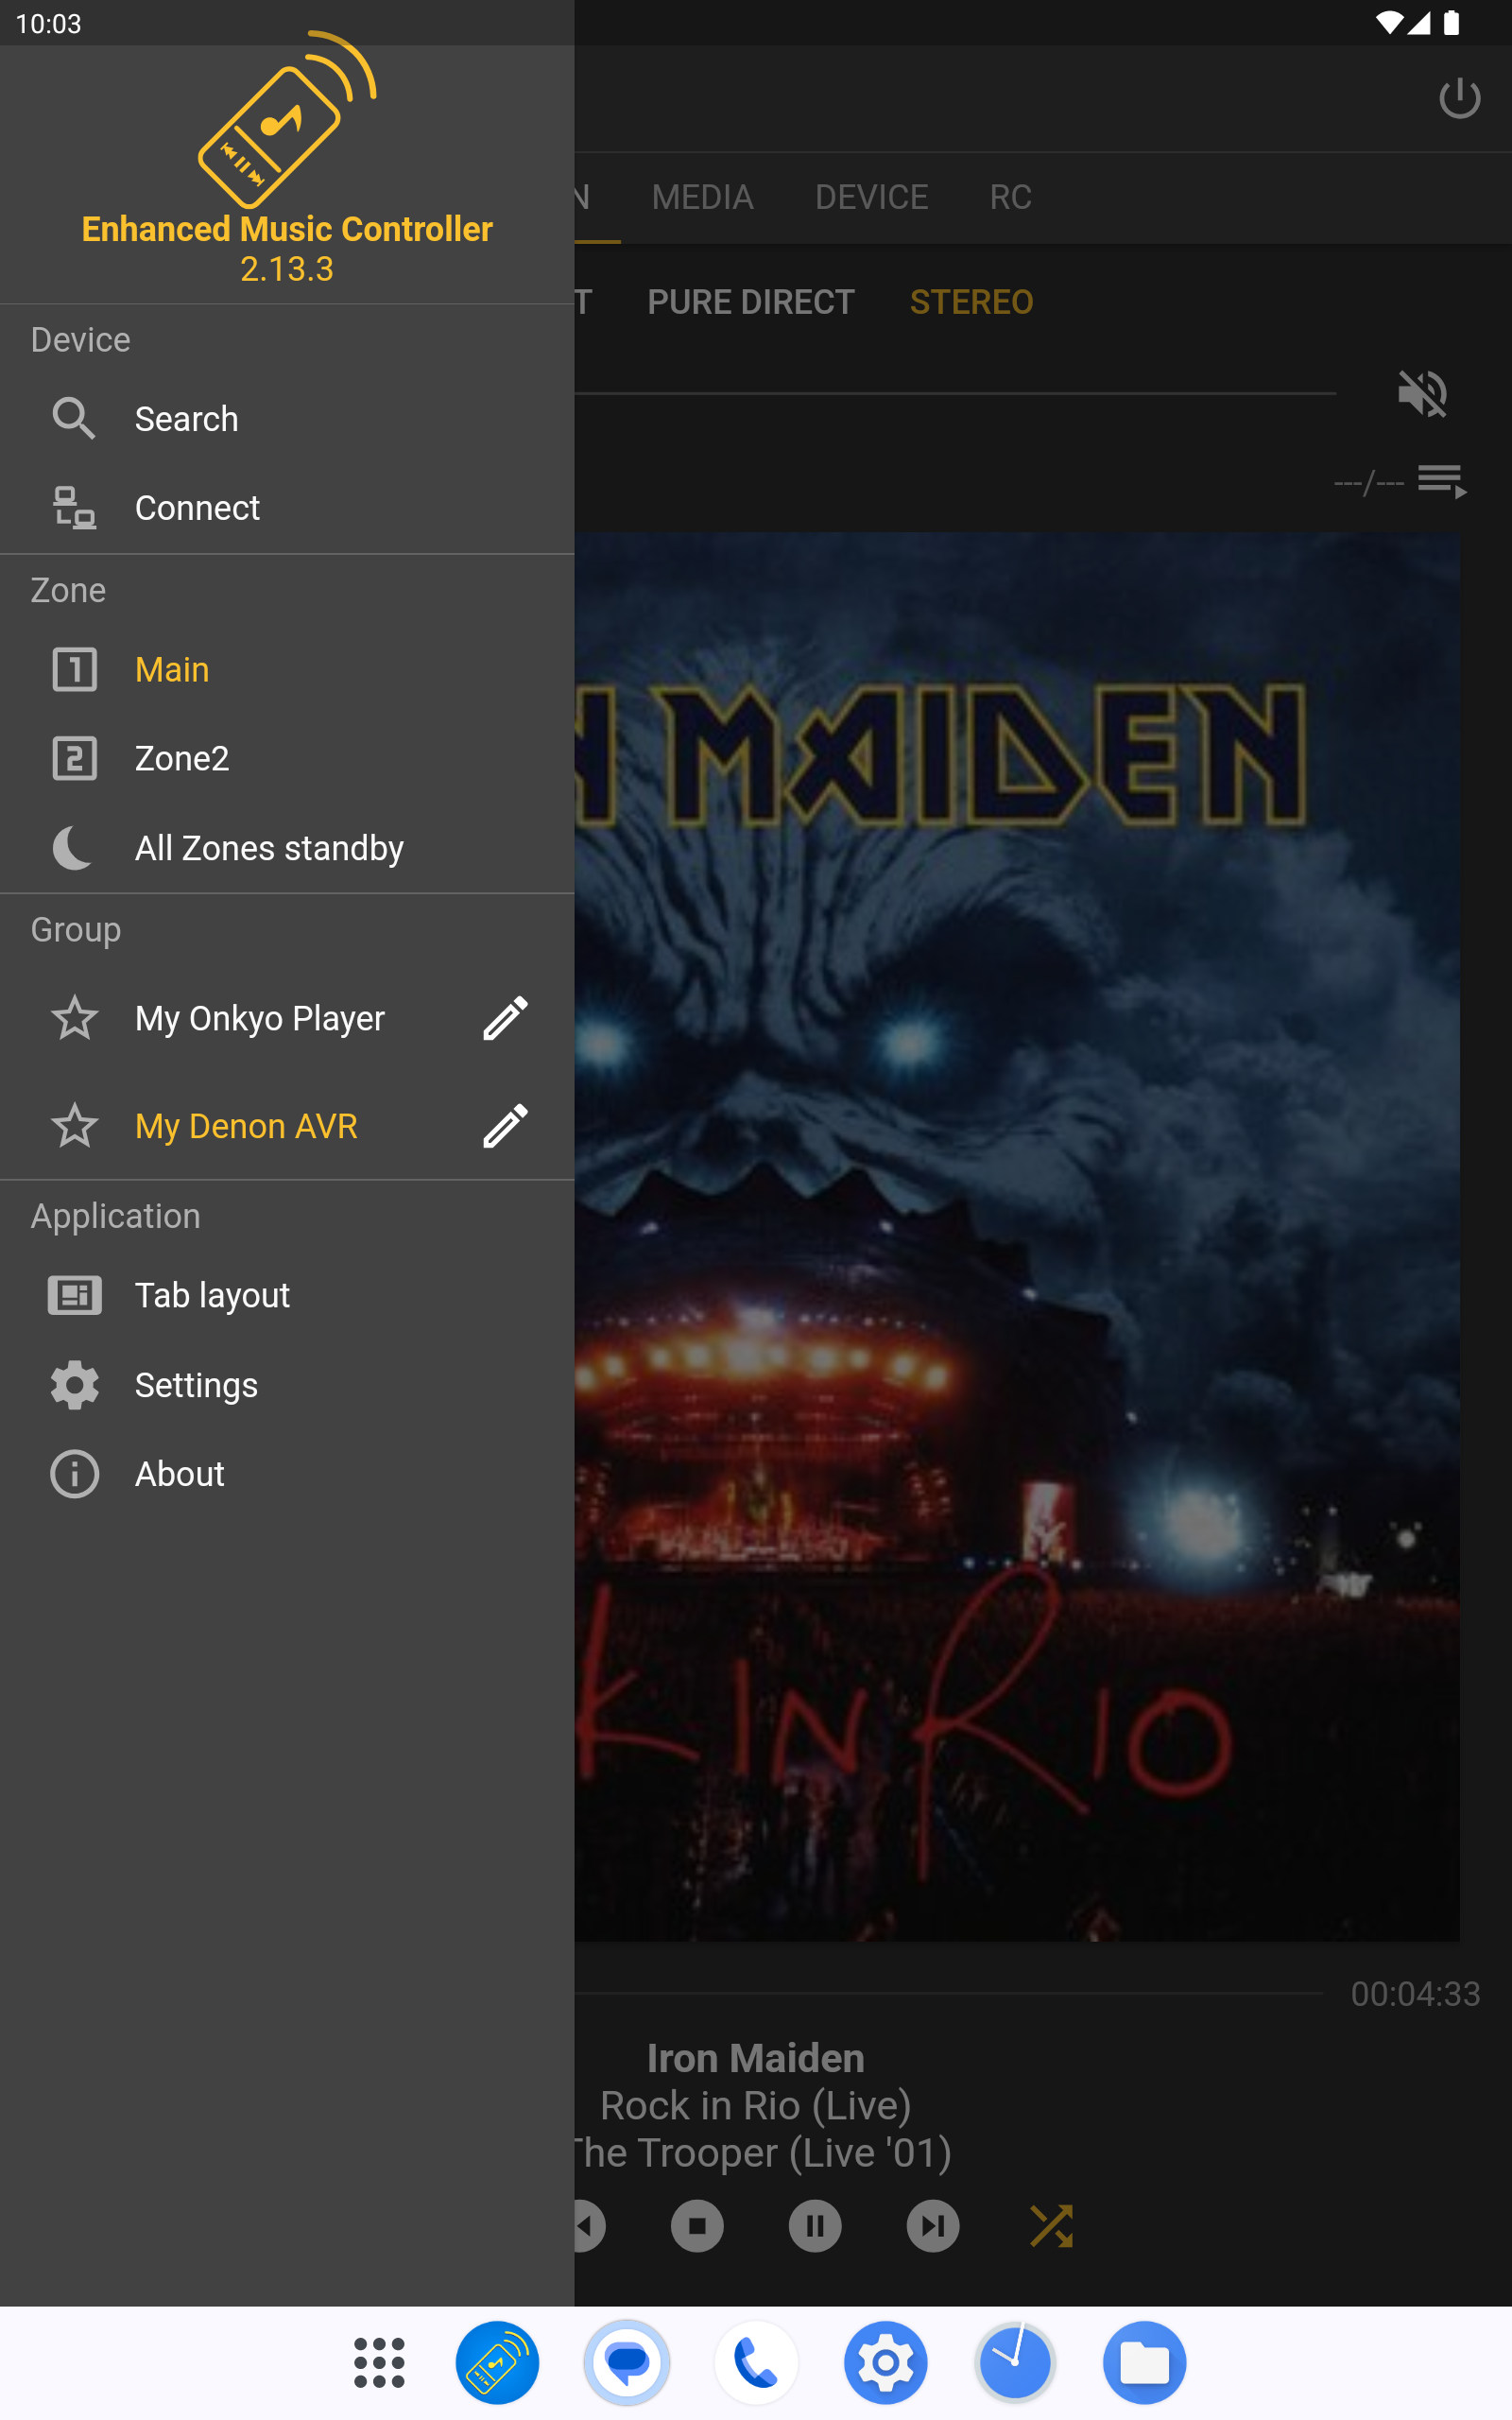 10:03
Enhanced Music Controller
2.13.3
N MEDIA DEVICE RC
T PURE DIRECT STEREO
---/---
Device
Search
Connect
Zone
1 Main
2 Zone2
All Zones standby
Group
My Onkyo Player
My Denon AVR
Application
Tab layout
Settings
About
N MAIDEN
K IN RIO
00:04:33
Iron Maiden
Rock in Rio (Live)
The Trooper (Live '01)